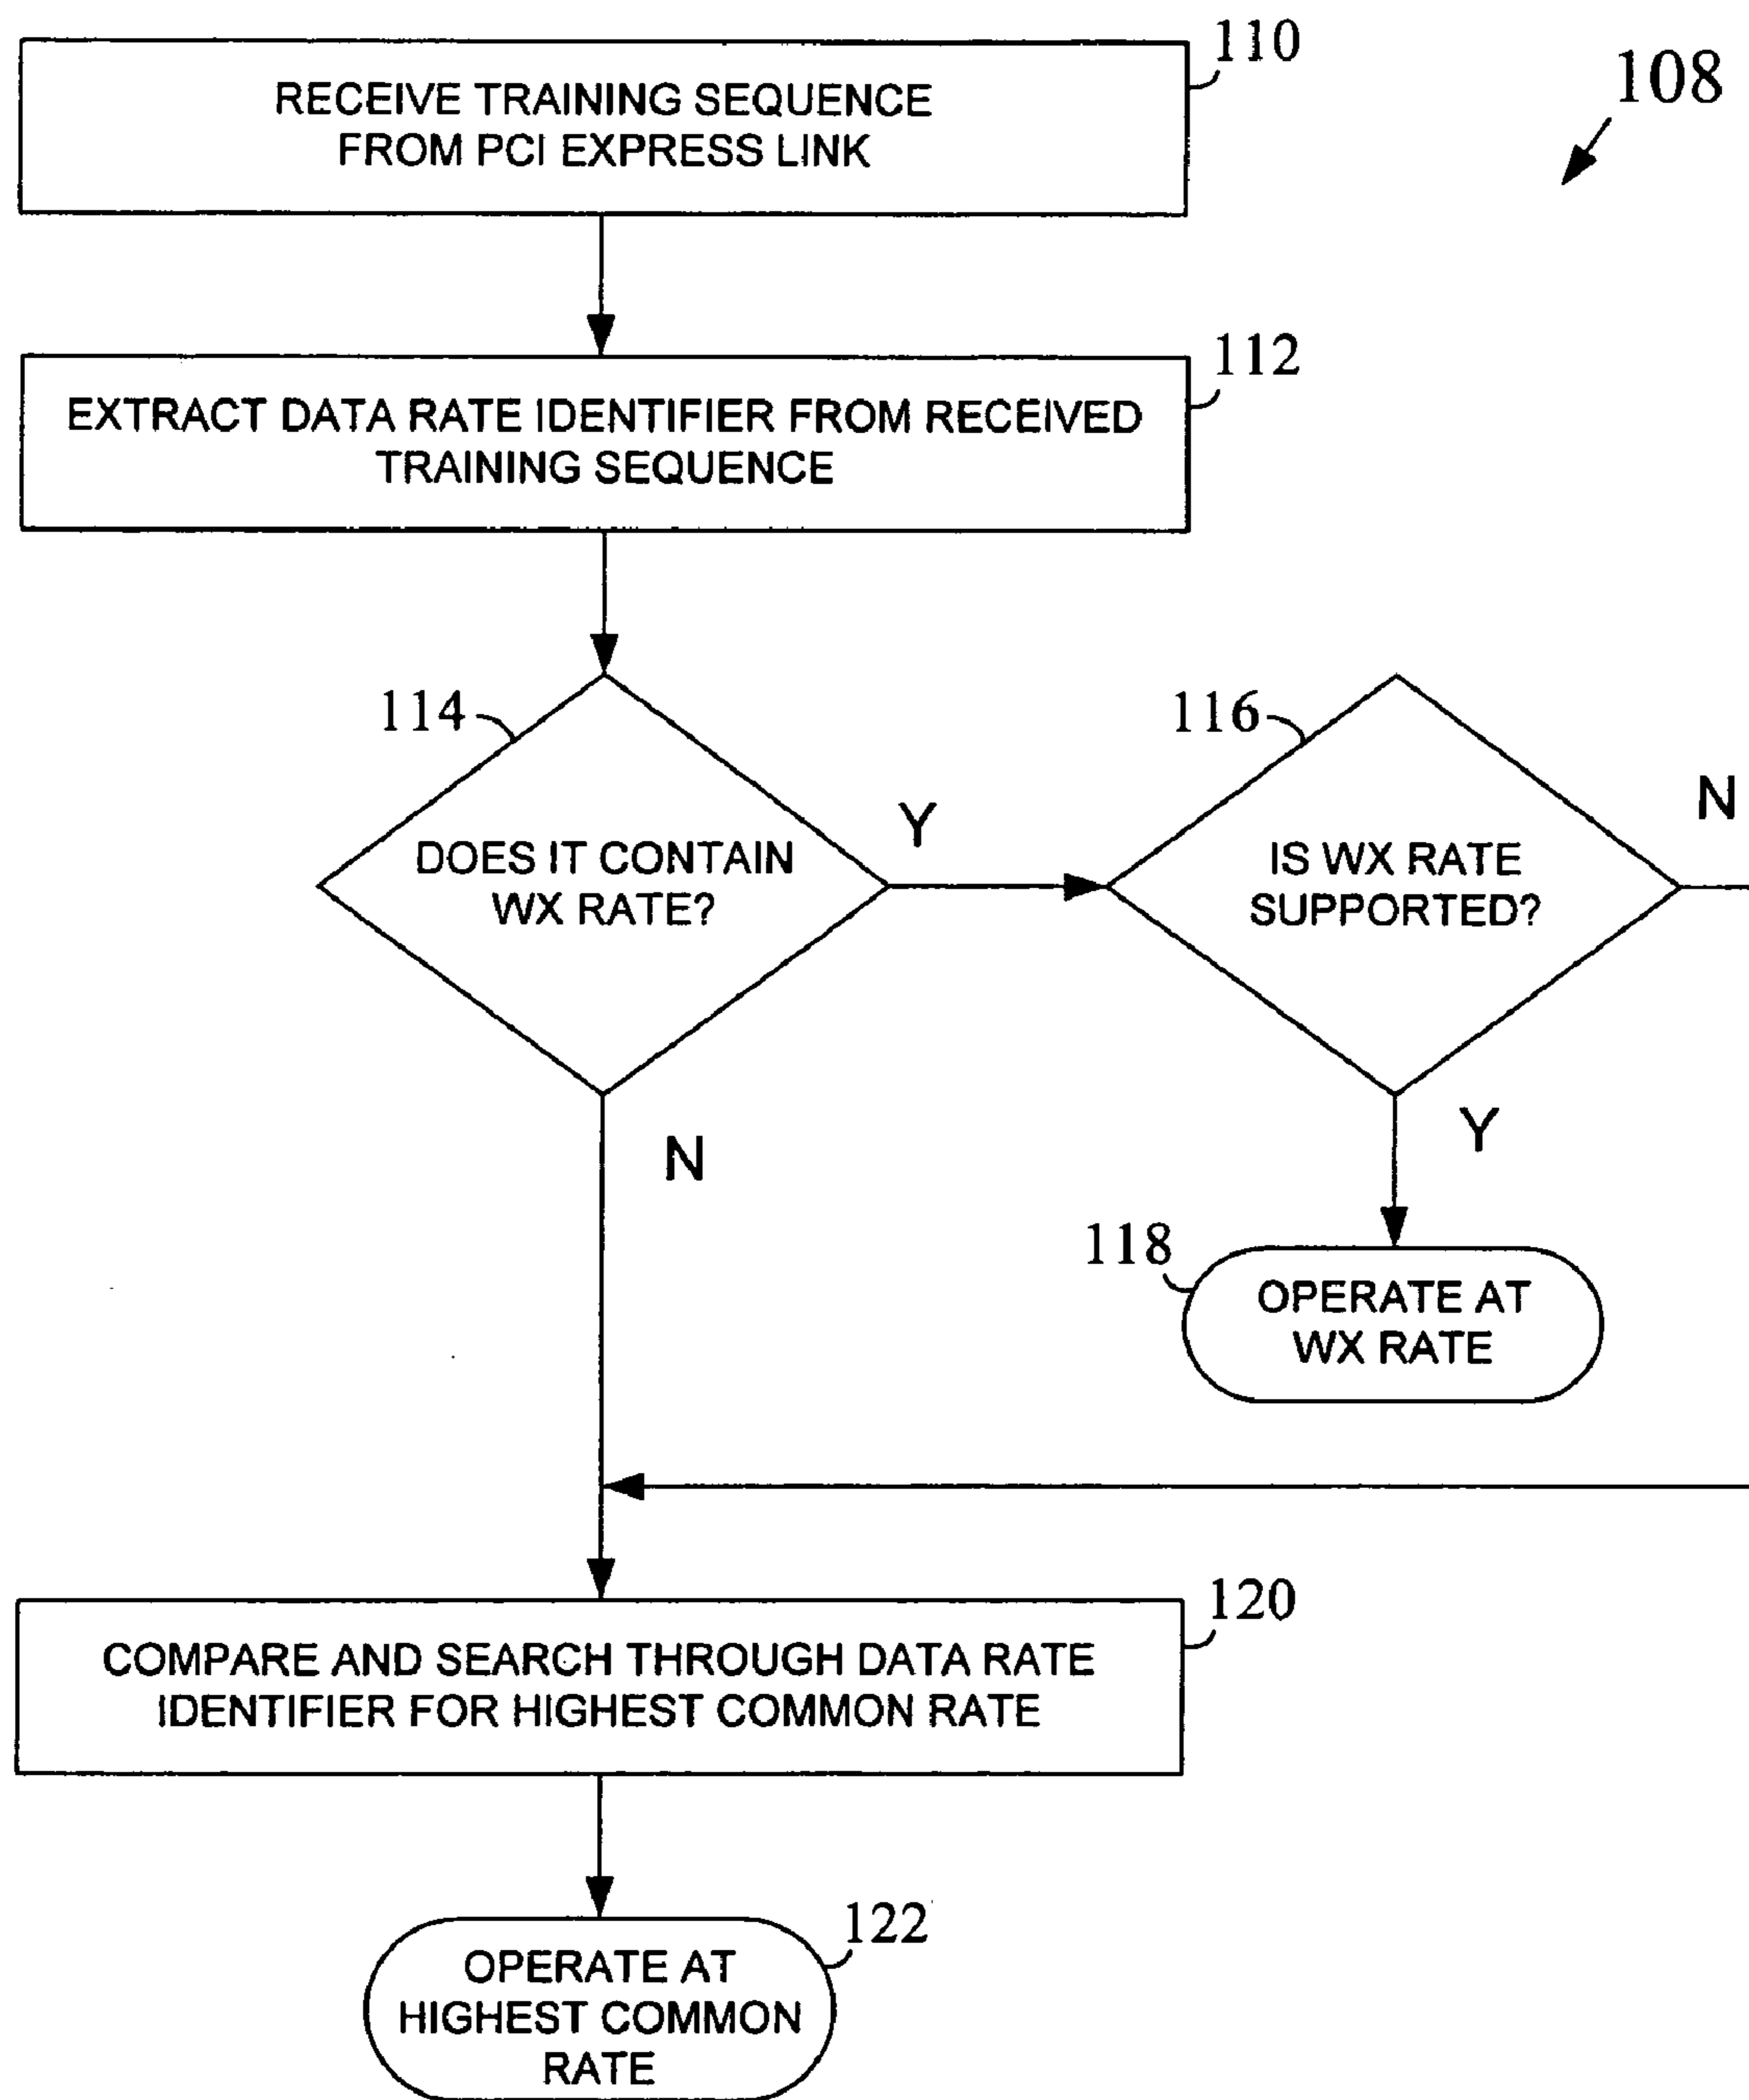 110
108
RECEIVE TRAINING SEQUENCE
FROM PCI EXPRESS LINK
112
EXTRACT DATA RATE IDENTIFIER FROM RECEIVED
TRAINING SEQUENCE
114
116
N
Y
DOES IT CONTAIN
WX RATE?
IS WX RATE
SUPPORTED?
N
Y
118
OPERATE AT
WX RATE
120
COMPARE AND SEARCH THROUGH DATA RATE
IDENTIFIER FOR HIGHEST COMMON RATE
122
OPERATE AT
HIGHEST COMMON
RATE